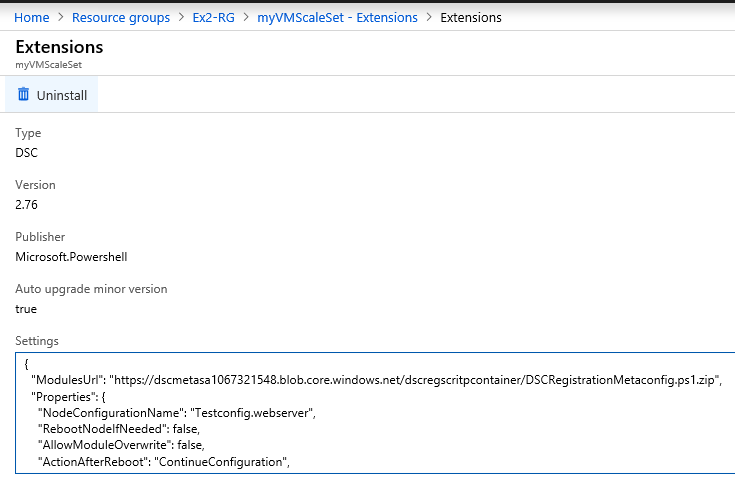 Home > Resource groups > Ex2-RG > myVMScaleSet - Extensions > Extensions
Extensions
myVMScaleSet
Uninstall
Type
DSC
Version
2.76
Publisher
Microsoft.Powershell
Auto upgrade minor version
true
Settings
{
"ModulesUrl": "https://dscmetasa1067321548.blob.core.windows.net/dscregscritpcontainer/DSCRegistrationMetaconfig.ps1.zip",
"Properties": {
"NodeConfigurationName": "Testconfig.webserver",
"RebootNodeIfNeeded": false,
"AllowModuleOverwrite": false,
"ActionAfterReboot": "ContinueConfiguration",